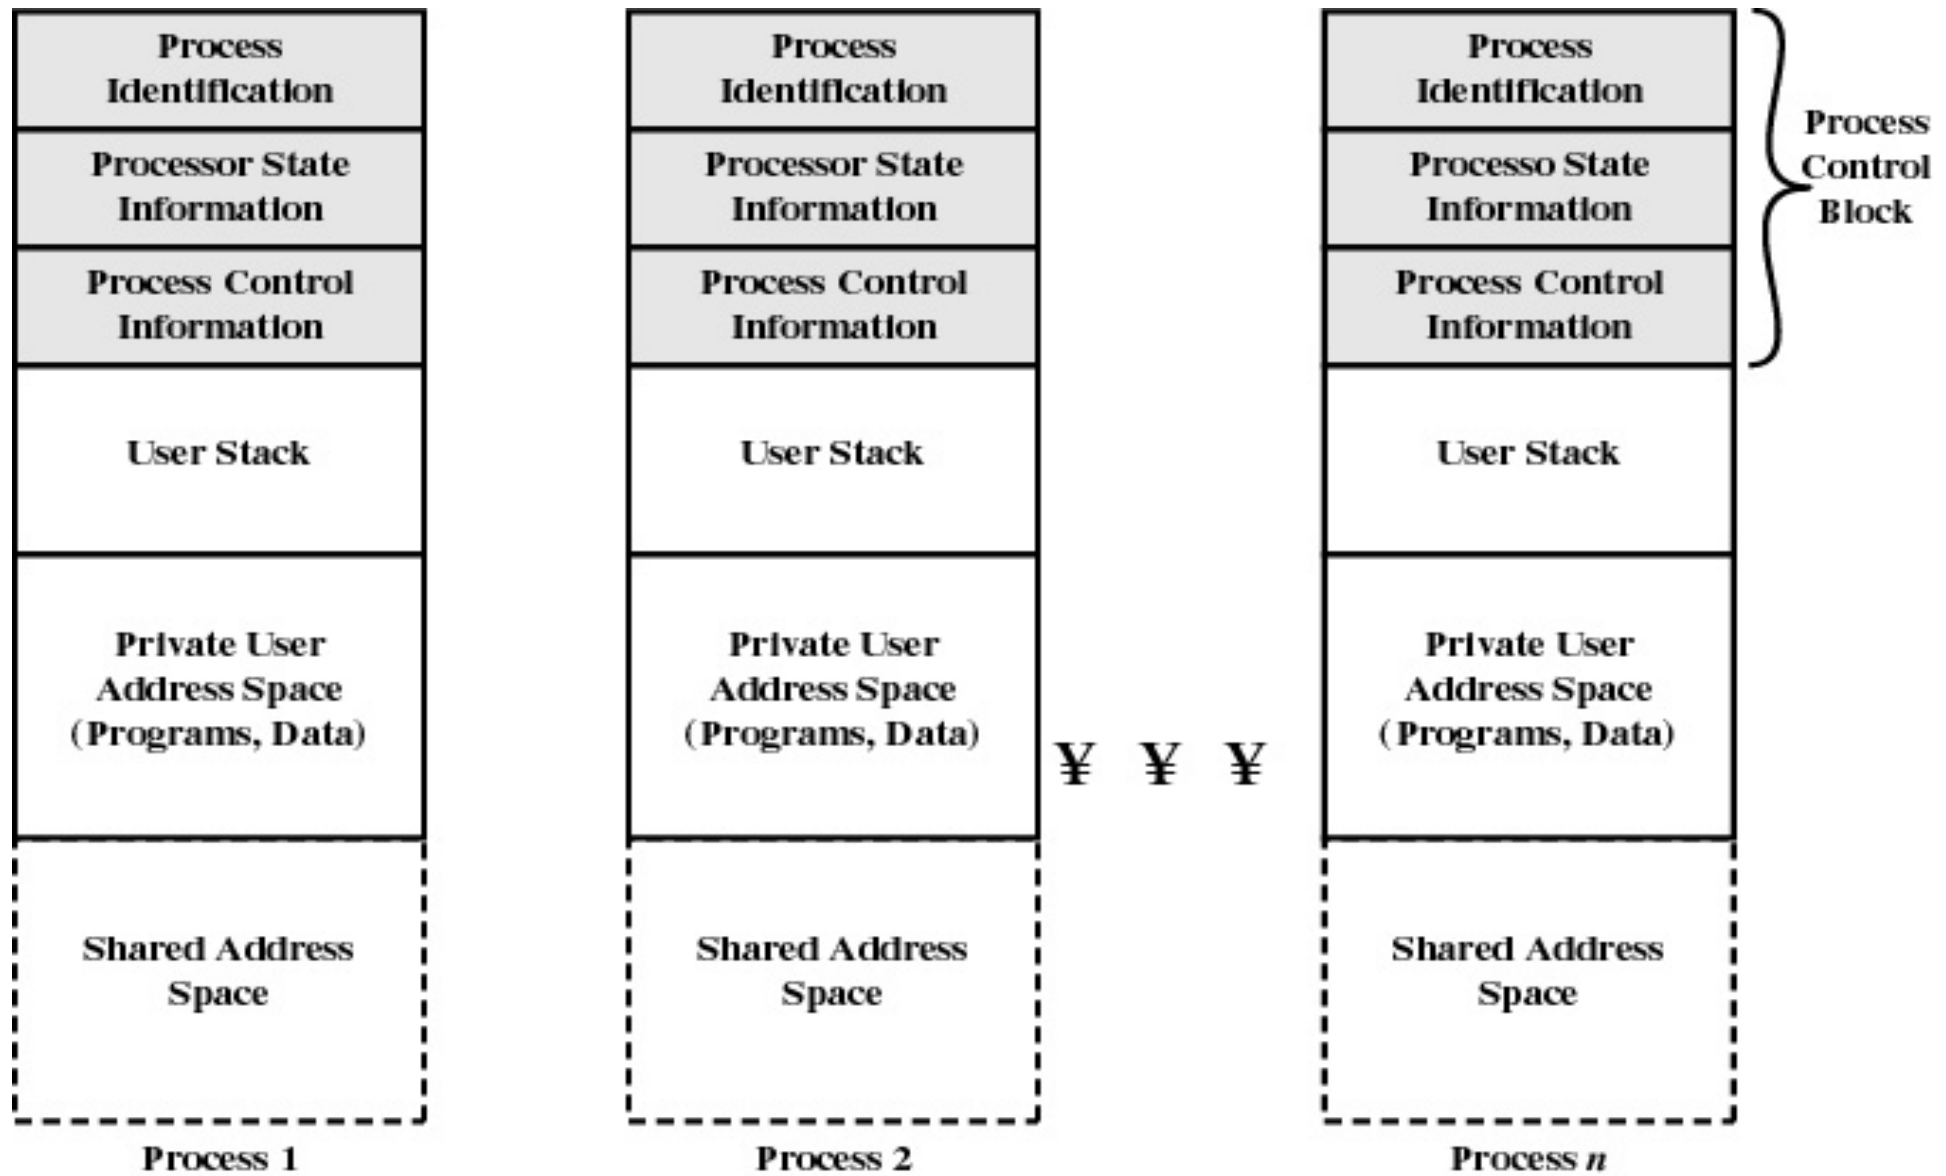 Process
Identification
Processor State
Information
Process Control
Information
User Stack
Private User
Address Space
(Programs, Data)
Shared Address
Space
Process 1
Process
Identification
Processor State
Information
Process Control
Information
User Stack
Private User
Address Space
(Programs, Data)
Shared Address
Space
Process 2
¥ ¥ ¥
Process
Identification
Processo State
Information
Process Control
Information
User Stack
Private User
Address Space
(Programs, Data)
Shared Address
Space
Process n
Process
Control
Block